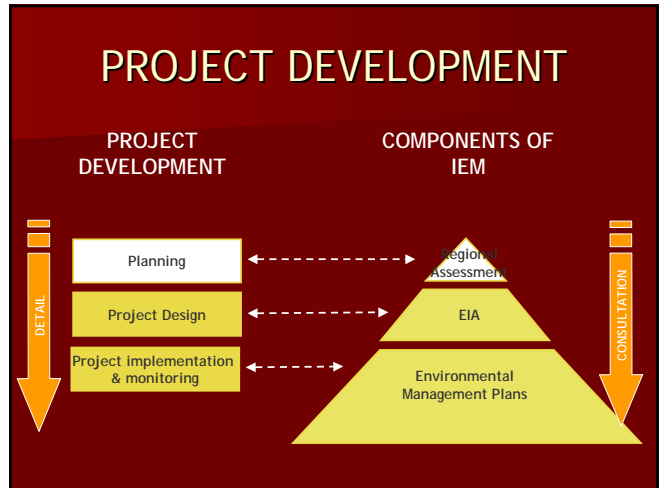 PROJECT DEVELOPMENT
PROJECT
DEVELOPMENT
COMPONENTS OF
IEM
DETAIL
Planning
Regional
Assessment
Project Design
EIA
Project implementation
& monitoring
Environmental
Management Plans
CONSULTATION